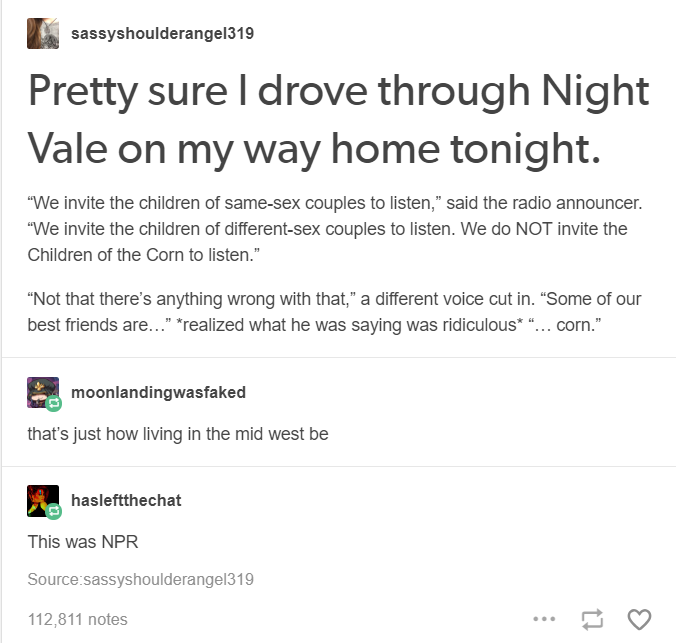 sassyshoulderangel319
Pretty sure I drove through Night
Vale on my way home tonight.
“We invite the children of same-sex couples to listen,” said the radio announcer.
“We invite the children of different-sex couples to listen. We do NOT invite the
Children of the Corn to listen.”
“Not that there’s anything wrong with that,” a different voice cut in. “Some of our
best friends are…” *realized what he was saying was ridiculous* “… corn.”
moonlandingwasfaked
that’s just how living in the mid west be
hasleftthechat
This was NPR
Source:sassyshoulderangel319
112,811 notes